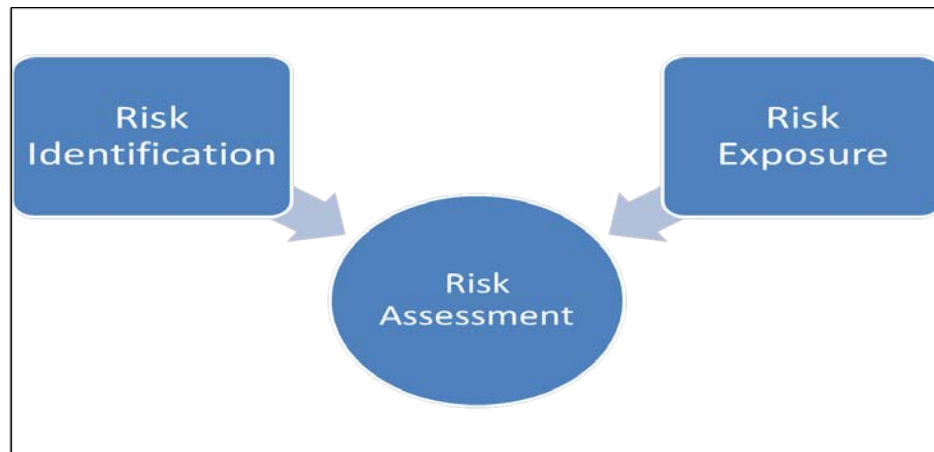 Risk
Identification
Risk
Exposure
Risk
Assessment